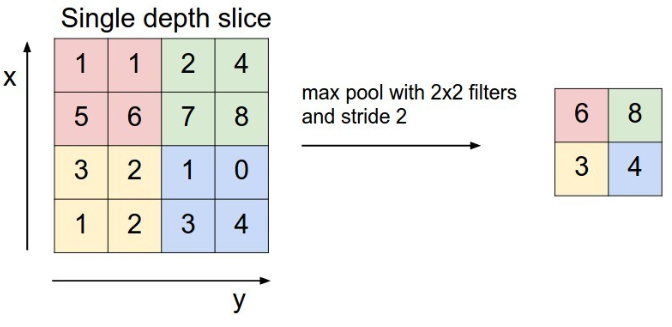 Single depth slice
x
1 1 2 4
5 6 7 8
3 2 1 0
1 2 3 4
y
max pool with 2x2 filters
and stride 2
6 8
3 4